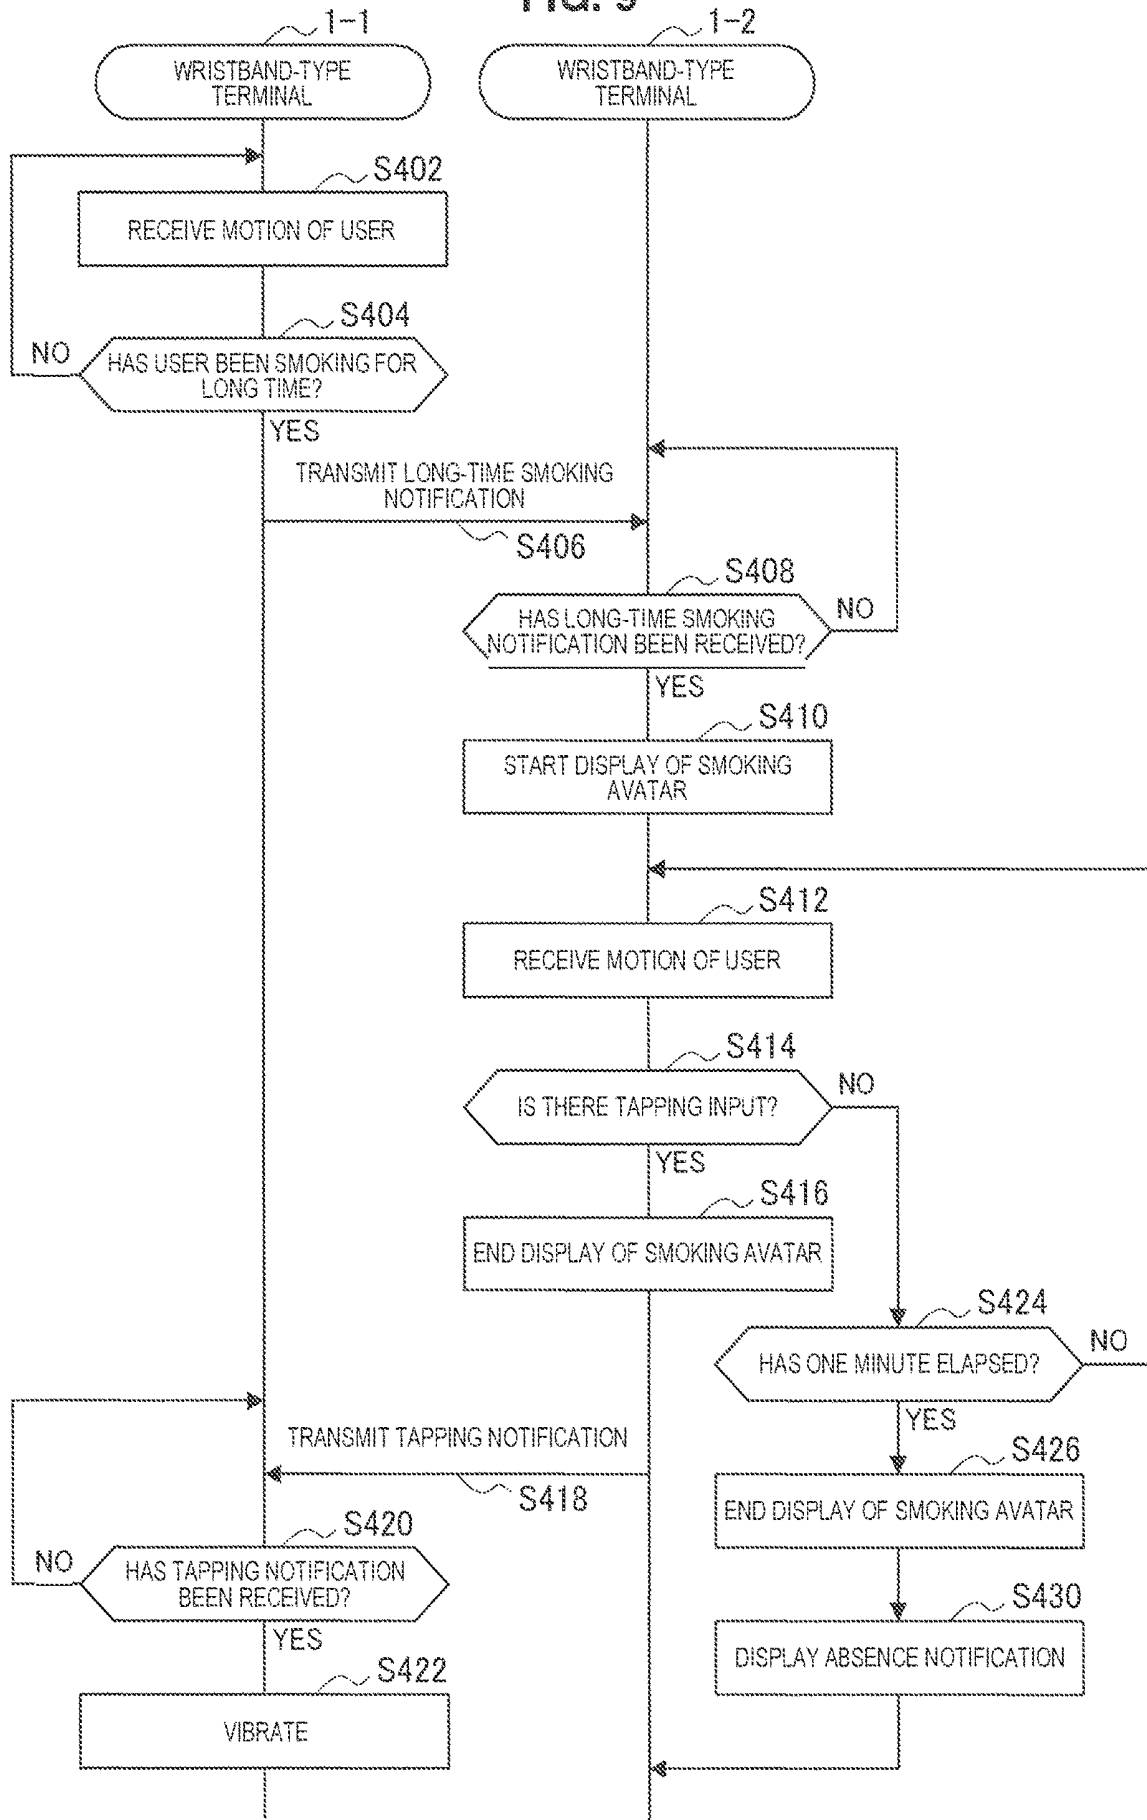 FIG. 9
1-1
1-2
WRISTBAND-TYPE
TERMINAL
WRISTBAND-TYPE
TERMINAL
S402
RECEIVE MOTION OF USER
S404
NO
HAS USER BEEN SMOKING FOR
LONG TIME?
YES
TRANSMIT LONG-TIME SMOKING
NOTIFICATION
S406
S408
HAS LONG-TIME SMOKING
NOTIFICATION BEEN RECEIVED?
NO
YES
S410
START DISPLAY OF SMOKING
AVATAR
S412
RECEIVE MOTION OF USER
S414
IS THERE TAPPING INPUT?
NO
YES
S416
END DISPLAY OF SMOKING AVATAR
S424
HAS ONE MINUTE ELAPSED?
NO
YES
TRANSMIT TAPPING NOTIFICATION
S418
S426
END DISPLAY OF SMOKING AVATAR
S420
NO
HAS TAPPING NOTIFICATION
BEEN RECEIVED?
YES
S430
DISPLAY ABSENCE NOTIFICATION
S422
VIBRATE